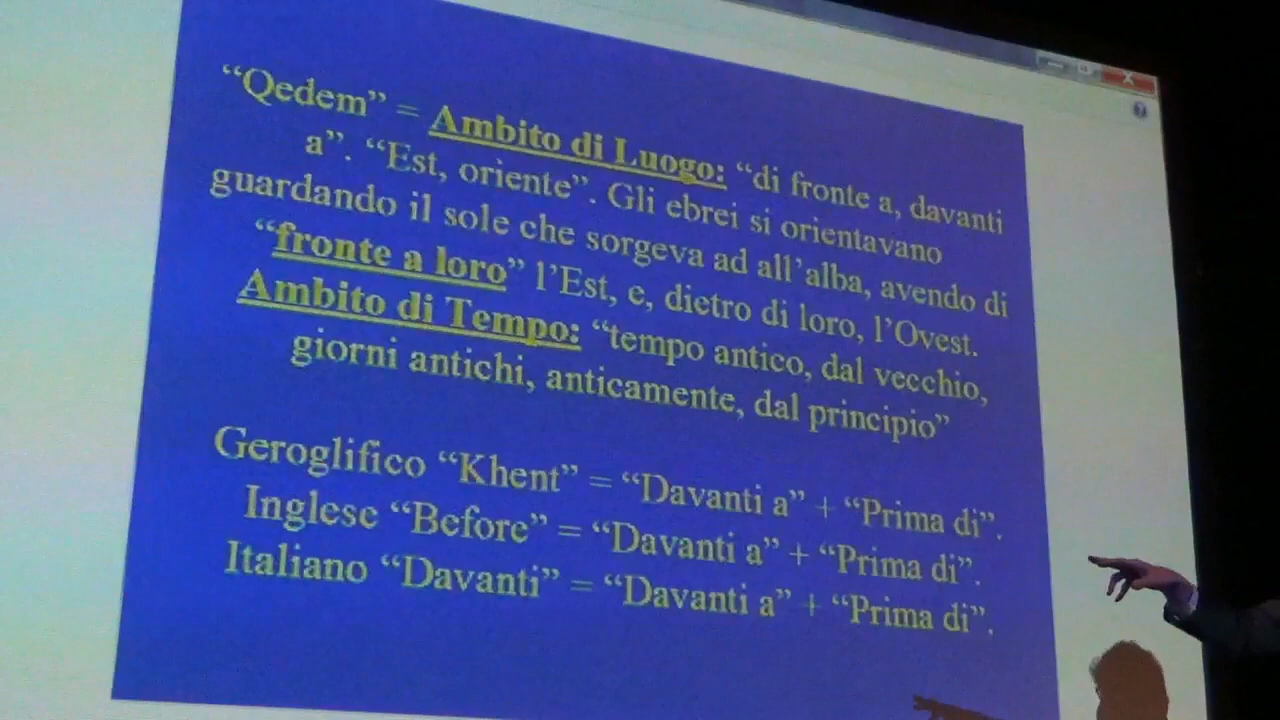 “Qedem” = Ambito di Luogo: “di fronte a, davanti
a”. “Est, oriente”. Gli ebrei si orientavano
guardando il sole che sorgeva ad all’alba, avendo di
“fronte a loro” l’Est, e, dietro di loro, l’Ovest.
Ambito di Tempo: “tempo antico, dal vecchio,
giorni antichi, anticamente, dal principio”
Geroglifico “Khent” = “Davanti a” + “Prima di”.
Inglese “Before” = “Davanti a” + “Prima di”.
Italiano “Davanti” = “Davanti a” + “Prima di”.